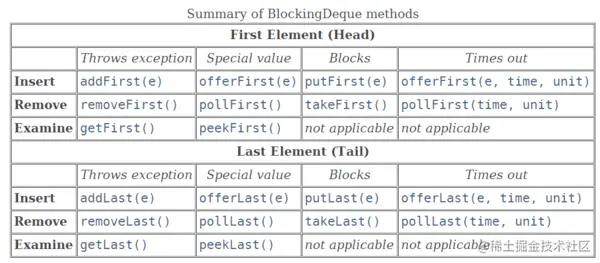 Summary of BlockingDeque methods
First Element (Head)
Throws exception Special value Blocks Times out
Insert addFirst(e) offerFirst(e) putFirst(e) offerFirst(e, time, unit)
Remove removeFirst() pollFirst() takeFirst() pollFirst(time, unit)
Examine getFirst() peekFirst() not applicable not applicable
Last Element (Tail)
Throws exception Special value Blocks Times out
Insert addLast(e) offerLast(e) putLast(e) offerLast(e, time, unit)
Remove removeLast() pollLast() takeLast() pollLast(time, unit)
Examine getLast() peekLast() not applicable not applicable
@稀土掘金技术社区